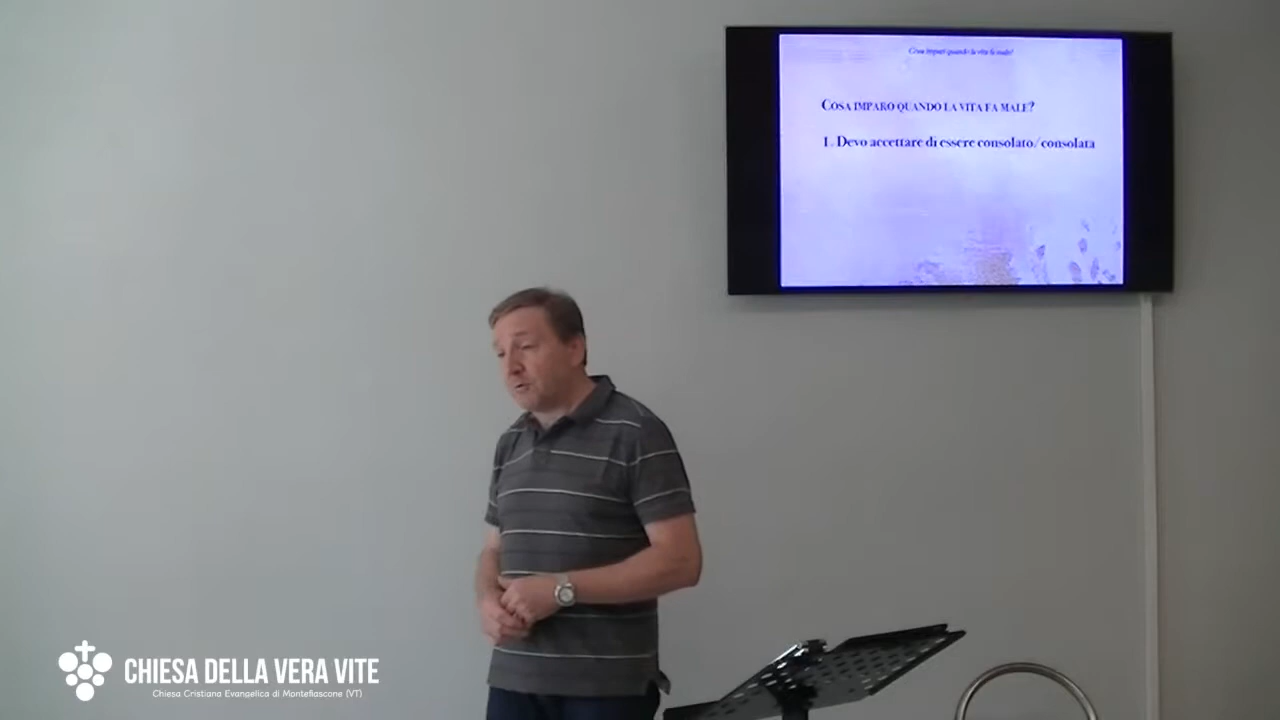 Cosa impari quando la vita fa male?
COSA IMPARO QUANDO LA VITA FA MALE?
1. Devo accettare di essere consolato/consolata
CHIESA DELLA VERA VITE
Chiesa Cristiana Evangelica di Montefiascone (VT)